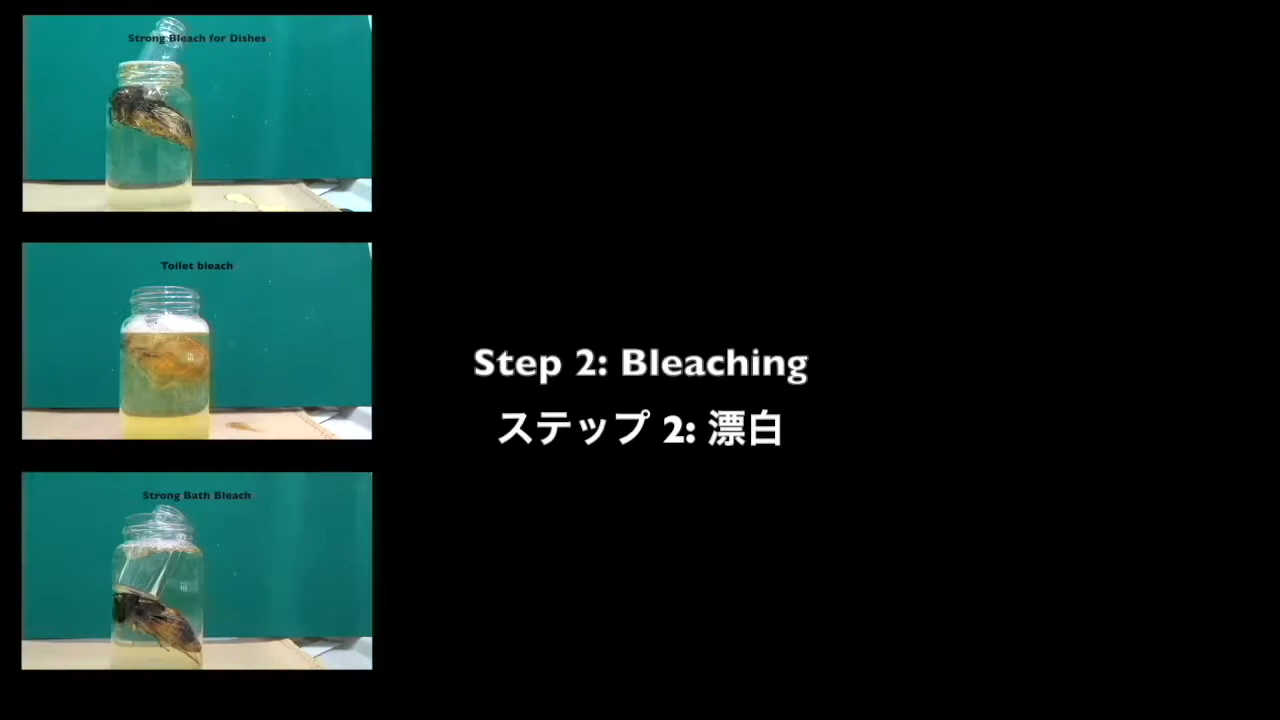 Strong Bleach for Dishes
Toilet bleach
Step 2: Bleaching
ステップ 2: 漂白
Strong Bath Bleach